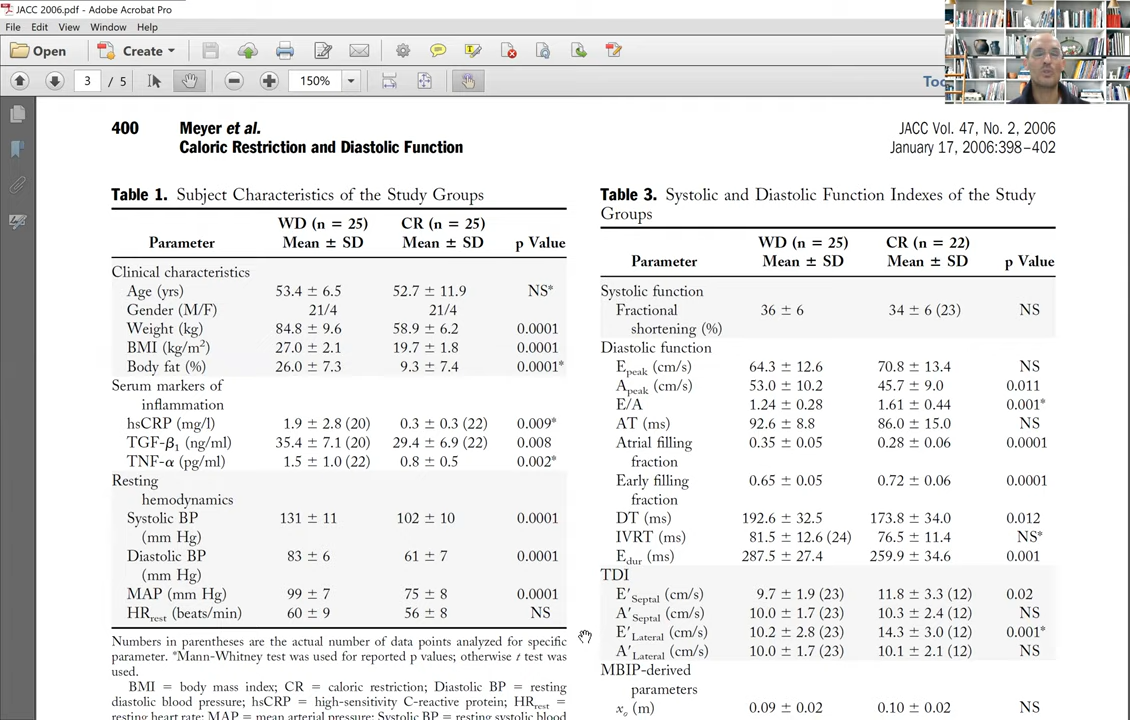 JACC 2006.pdf - Adobe Acrobat Pro
File Edit View Window Help
Open Create
3 / 5 150%
400 Meyer et al.
Caloric Restriction and Diastolic Function
JACC Vol. 47, No. 2, 2006
January 17, 2006:398–402
Table 1. Subject Characteristics of the Study Groups
WD (n = 25) CR (n = 25)
Parameter Mean ± SD Mean ± SD p Value
Clinical characteristics
Age (yrs) 53.4 ± 6.5 52.7 ± 11.9 NS*
Gender (M/F) 21/4 21/4
Weight (kg) 84.8 ± 9.6 58.9 ± 6.2 0.0001
BMI (kg/m²) 27.0 ± 2.1 19.7 ± 1.8 0.0001
Body fat (%) 26.0 ± 7.3 9.3 ± 7.4 0.0001*
Serum markers of
inflammation
hsCRP (mg/l) 1.9 ± 2.8 (20) 0.3 ± 0.3 (22) 0.009*
TGF-β1 (ng/ml) 35.4 ± 7.1 (20) 29.4 ± 6.9 (22) 0.008
TNF-α (pg/ml) 1.5 ± 1.0 (22) 0.8 ± 0.5 0.002*
Resting
hemodynamics
Systolic BP 131 ± 11 102 ± 10 0.0001
(mm Hg)
Diastolic BP 83 ± 6 61 ± 7 0.0001
(mm Hg)
MAP (mm Hg) 99 ± 7 75 ± 8 0.0001
HRrest (beats/min) 60 ± 9 56 ± 8 NS
Numbers in parentheses are the actual number of data points analyzed for specific
parameter. *Mann-Whitney test was used for reported p values; otherwise t test was
used.
BMI = body mass index; CR = caloric restriction; Diastolic BP = resting
diastolic blood pressure; hsCRP = high-sensitivity C-reactive protein; HRrest =
resting heart rate; MAP = mean arterial pressure; Systolic BP = resting systolic blood
Table 3. Systolic and Diastolic Function Indexes of the Study
Groups
WD (n = 25) CR (n = 22)
Parameter Mean ± SD Mean ± SD p Value
Systolic function
Fractional 36 ± 6 34 ± 6 (23) NS
shortening (%)
Diastolic function
Epeak (cm/s) 64.3 ± 12.6 70.8 ± 13.4 NS
Apeak (cm/s) 53.0 ± 10.2 45.7 ± 9.0 0.011
E/A 1.24 ± 0.28 1.61 ± 0.44 0.001*
AT (ms) 92.6 ± 8.8 86.0 ± 15.0 NS
Atrial filling 0.35 ± 0.05 0.28 ± 0.06 0.0001
fraction
Early filling 0.65 ± 0.05 0.72 ± 0.06 0.0001
fraction
DT (ms) 192.6 ± 32.5 173.8 ± 34.0 0.012
IVRT (ms) 81.5 ± 12.6 (24) 76.5 ± 11.4 NS*
Edur (ms) 287.5 ± 27.4 259.9 ± 34.6 0.001
TDI
E′Septal (cm/s) 9.7 ± 1.9 (23) 11.8 ± 3.3 (12) 0.02
A′Septal (cm/s) 10.0 ± 1.7 (23) 10.3 ± 2.4 (12) NS
E′Lateral (cm/s) 10.2 ± 2.8 (23) 14.3 ± 3.0 (12) 0.001*
A′Lateral (cm/s) 10.0 ± 1.7 (23) 10.1 ± 2.1 (12) NS
MBIP-derived
parameters
xo (m) 0.09 ± 0.02 0.10 ± 0.02 NS